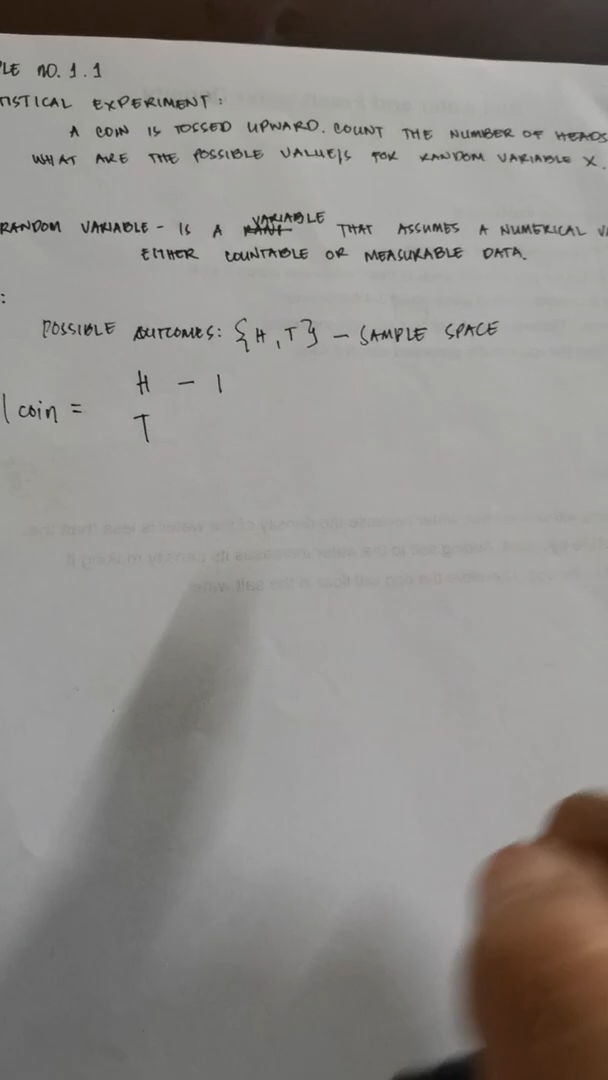 LE NO. 1.1
TISTICAL EXPERIMENT:
A COIN IS TOSSED UPWARD. COUNT THE NUMBER OF HEADS
WHAT ARE THE POSSIBLE VALUE/S FOR RANDOM VARIABLE X.
VARIABLE
RANDOM VARIABLE - IS A THAT ASSUMES A NUMERICAL VA
EITHER COUNTABLE OR MEASURABLE DATA.
:
POSSIBLE OUTCOMES: {H, T} - SAMPLE SPACE
H - 1
1 coin =
T